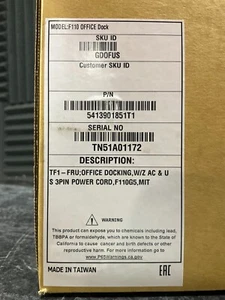 MODEL:F110 OFFICE Dock
SKU ID
GDOFUS
Customer SKU ID
P/N
5413901851T1
SERIAL NO
TN51A01172
DESCRIPTION:
TF1-FRU;OFFICE DOCKING,W/Z AC & U
S 3PIN POWER CORD,F110G5,MIT
WARNING
This product can expose you to chemicals including lead,
TBBPA or formaldehyde, which are known to the State of
California to cause cancer and birth defects or other
reproductive harm. For more information, go to
www.P65Warnings.ca.gov.
MADE IN TAIWAN
EAC